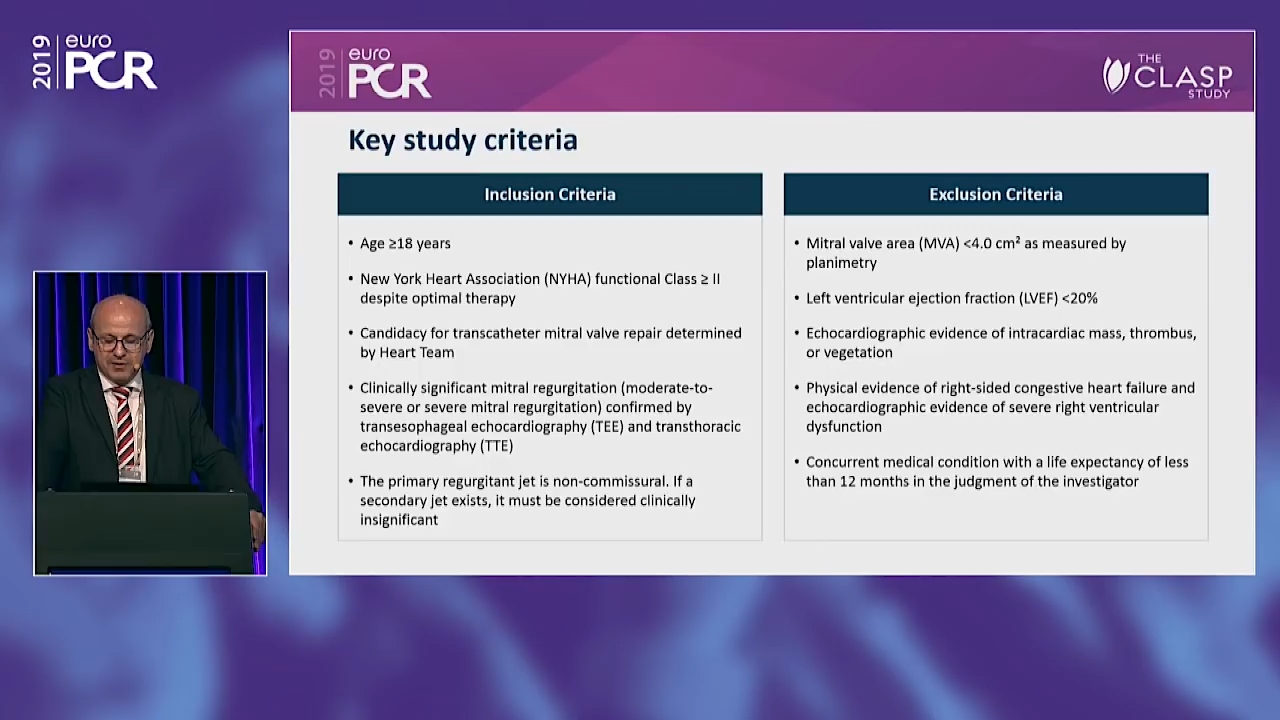 2019 euro PCR
2019 euro PCR
THE CLASP STUDY
Key study criteria
Inclusion Criteria
• Age ≥18 years
• New York Heart Association (NYHA) functional Class ≥ II
despite optimal therapy
• Candidacy for transcatheter mitral valve repair determined
by Heart Team
• Clinically significant mitral regurgitation (moderate-to-
severe or severe mitral regurgitation) confirmed by
transesophageal echocardiography (TEE) and transthoracic
echocardiography (TTE)
• The primary regurgitant jet is non-commissural. If a
secondary jet exists, it must be considered clinically
insignificant
Exclusion Criteria
• Mitral valve area (MVA) <4.0 cm² as measured by
planimetry
• Left ventricular ejection fraction (LVEF) <20%
• Echocardiographic evidence of intracardiac mass, thrombus,
or vegetation
• Physical evidence of right-sided congestive heart failure and
echocardiographic evidence of severe right ventricular
dysfunction
• Concurrent medical condition with a life expectancy of less
than 12 months in the judgment of the investigator